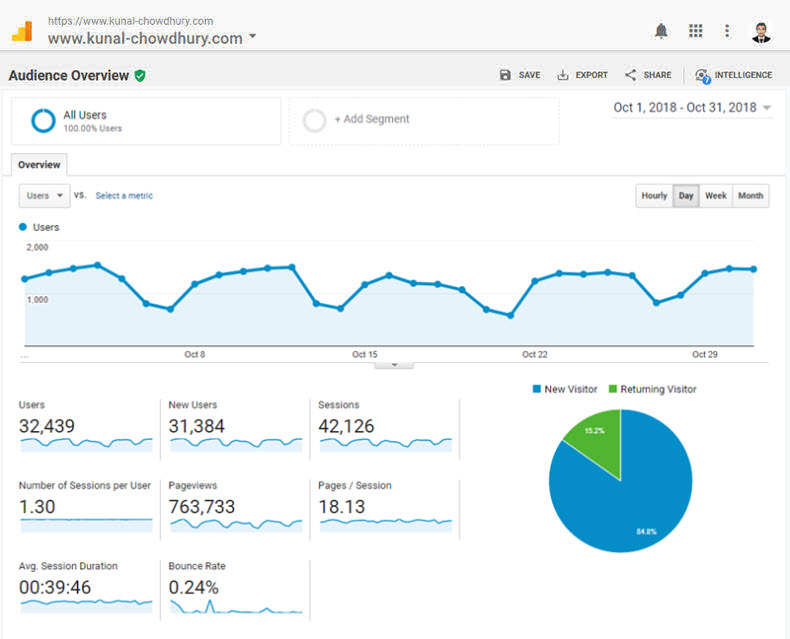 https://www.kunal-chowdhury.com
www.kunal-chowdhury.com
Audience Overview
SAVE
EXPORT
SHARE
INTELLIGENCE
All Users
100.00% Users
+ Add Segment
Oct 1, 2018 - Oct 31, 2018
Overview
Users
VS.
Select a metric
Hourly
Day
Week
Month
Users
2,000
1,000
...
Oct 8
Oct 15
Oct 22
Oct 29
New Visitor
Returning Visitor
15.2%
84.8%
Users
32,439
New Users
31,384
Sessions
42,126
Number of Sessions per User
1.30
Pageviews
763,733
Pages / Session
18.13
Avg. Session Duration
00:39:46
Bounce Rate
0.24%